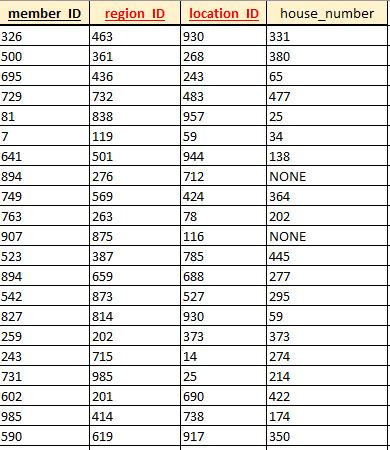 member_ID region_ID location_ID house_number
326 463 930 331
500 361 268 380
695 436 243 65
729 732 483 477
81 838 957 25
7 119 59 34
641 501 944 138
894 276 712 NONE
749 569 424 364
763 263 78 202
907 875 116 NONE
523 387 785 445
894 659 688 277
542 873 527 295
827 814 930 59
259 202 373 373
243 715 14 274
731 985 25 214
602 201 690 422
985 414 738 174
590 619 917 350